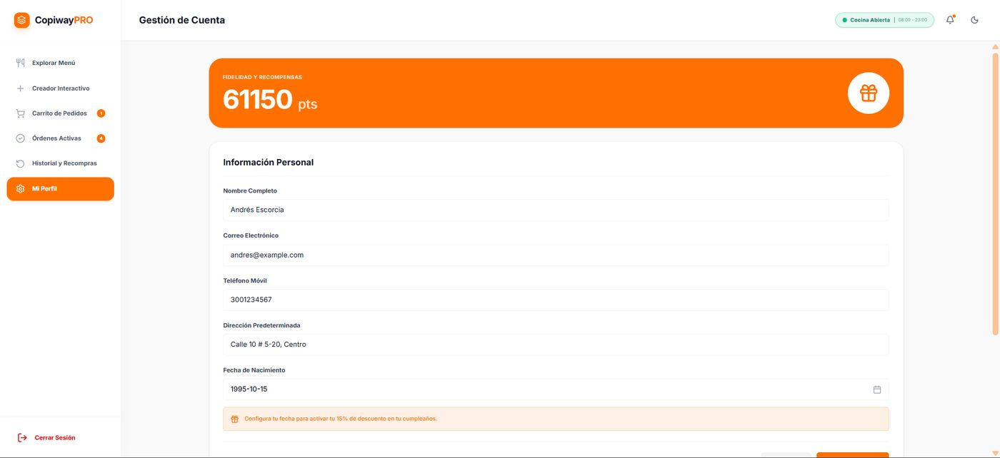 CopiwayPRO
Gestión de Cuenta
Cocina Abierta | 08:00 - 23:00
Explorar Menú
Creador Interactivo
Carrito de Pedidos 1
Órdenes Activas 4
Historial y Recompras
Mi Perfil
Cerrar Sesión
FIDELIDAD Y RECOMPENSAS
61150 pts
Información Personal
Nombre Completo
Andrés Escorcia
Correo Electrónico
andres@example.com
Teléfono Móvil
3001234567
Dirección Predeterminada
Calle 10 # 5-20, Centro
Fecha de Nacimiento
1995-10-15
Configura tu fecha para activar tu 15% de descuento en tu cumpleaños.